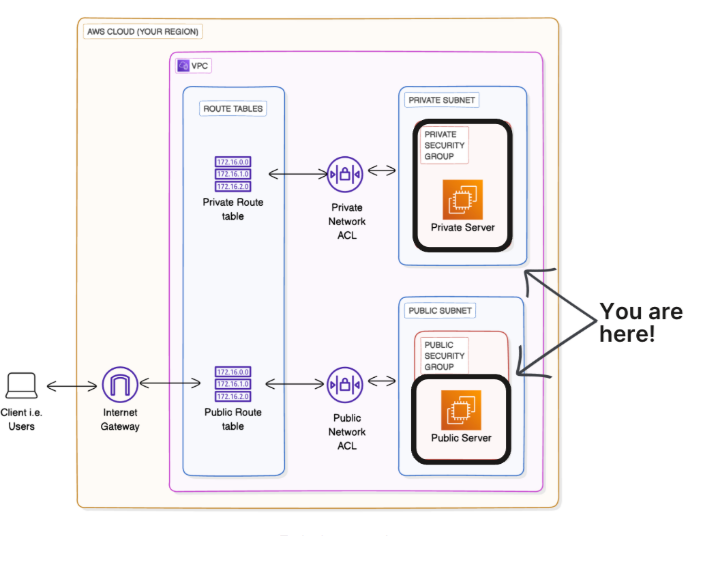 AWS CLOUD (YOUR REGION)
VPC
ROUTE TABLES
172.16.0.0
172.16.1.0
172.16.2.0
Private Route
table
Private
Network
ACL
PRIVATE SUBNET
PRIVATE
SECURITY
GROUP
Private Server
You are
here!
PUBLIC SUBNET
PUBLIC
SECURITY
GROUP
Public Server
Client i.e.
Users
Internet
Gateway
172.16.0.0
172.16.1.0
172.16.2.0
Public Route
table
Public
Network
ACL